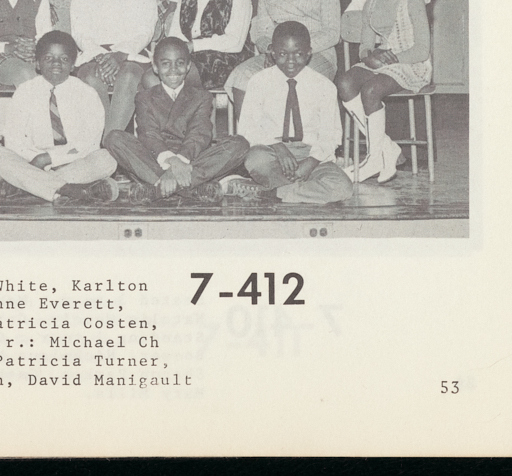 White, Karlton
nne Everett,
atricia Costen,
r.: Michael Ch
Patricia Turner,
n, David Manigault
7-412
53